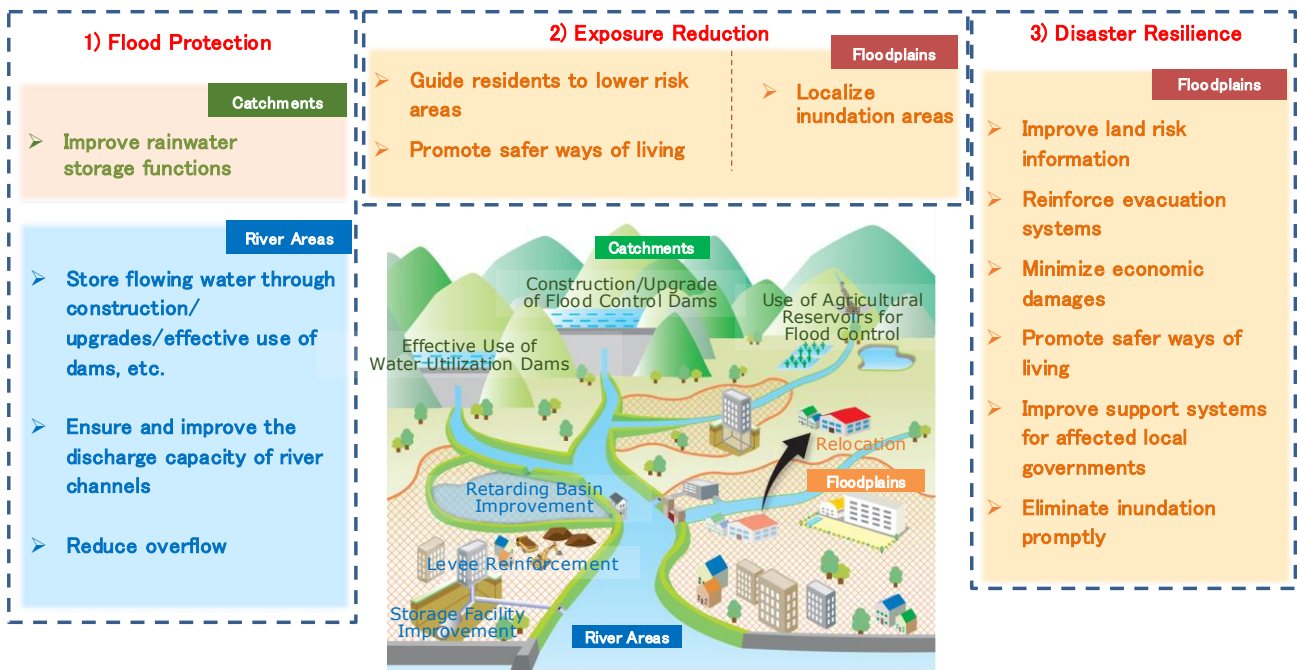 1) Flood Protection
Catchments
➢ Improve rainwater
storage functions
River Areas
➢ Store flowing water through
construction/
upgrades/effective use of
dams, etc.
➢ Ensure and improve the
discharge capacity of river
channels
➢ Reduce overflow
2) Exposure Reduction
Floodplains
➢ Guide residents to lower risk
areas
➢ Promote safer ways of living
➢ Localize
inundation areas
3) Disaster Resilience
Floodplains
➢ Improve land risk
information
➢ Reinforce evacuation
systems
➢ Minimize economic
damages
➢ Promote safer ways of
living
➢ Improve support systems
for affected local
governments
➢ Eliminate inundation
promptly
Catchments
Construction/Upgrade
of Flood Control Dams
Use of Agricultural
Reservoirs for
Flood Control
Effective Use of
Water Utilization Dams
Relocation
Floodplains
Retarding Basin
Improvement
Levee Reinforcement
Storage Facility
Improvement
River Areas